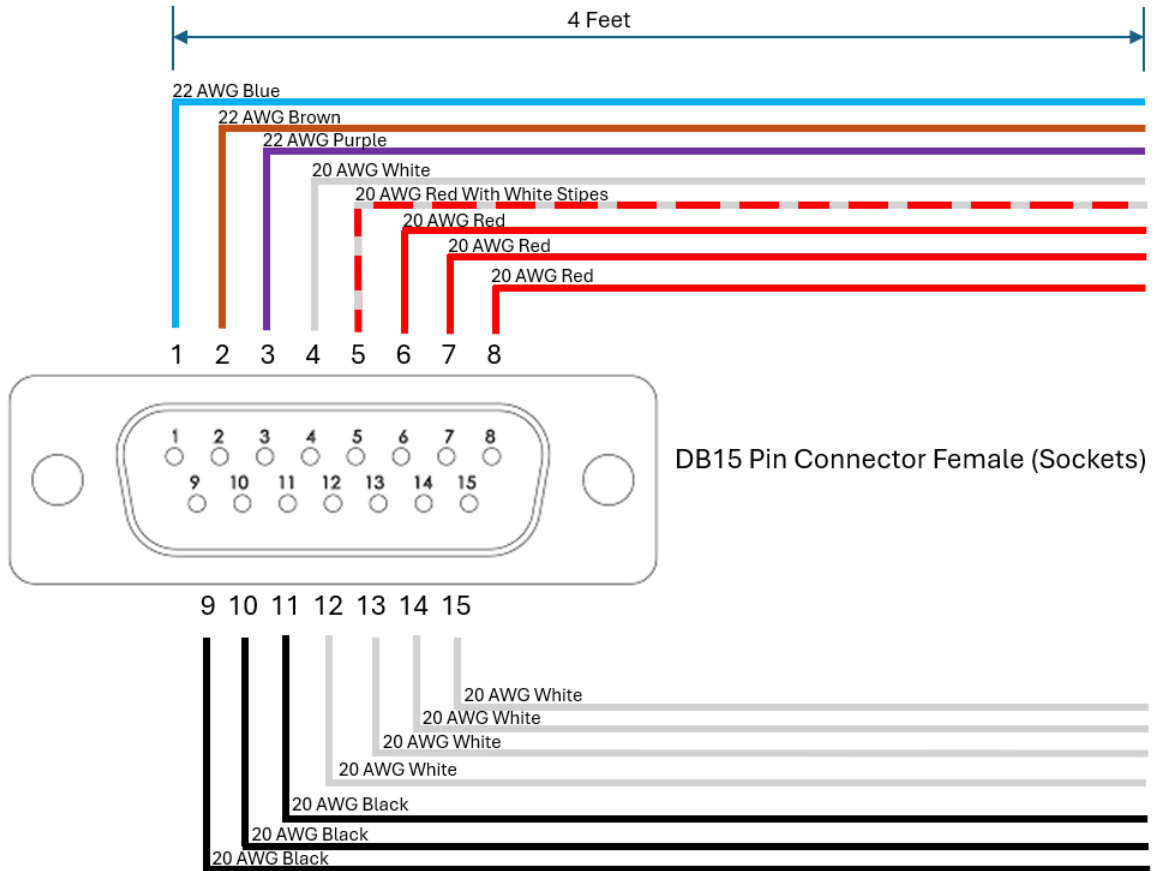 4 Feet
22 AWG Blue
22 AWG Brown
22 AWG Purple
20 AWG White
20 AWG Red With White Stipes
20 AWG Red
20 AWG Red
20 AWG Red
1 2 3 4 5 6 7 8
1 2 3 4 5 6 7 8
DB15 Pin Connector Female (Sockets)
9 10 11 12 13 14 15
9 10 11 12 13 14 15
20 AWG White
20 AWG White
20 AWG White
20 AWG White
20 AWG Black
20 AWG Black
20 AWG Black